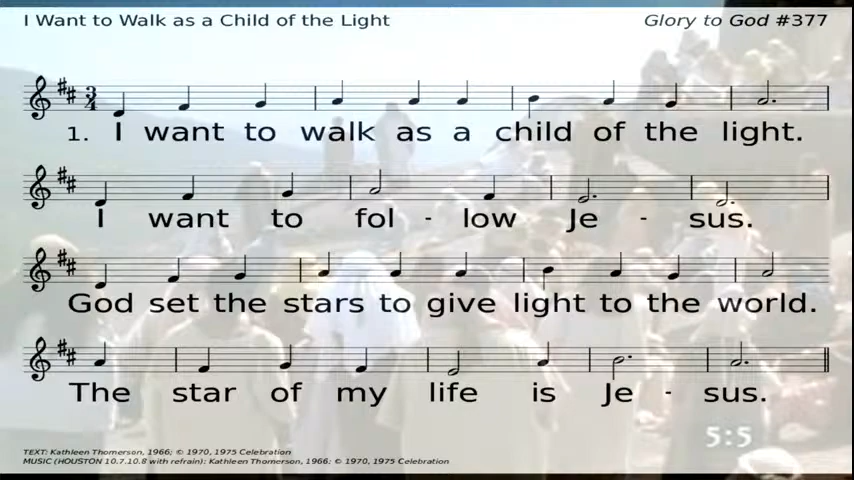 I Want to Walk as a Child of the Light
Glory to God #377
1. I want to walk as a child of the light.
I want to fol - low Je - sus.
God set the stars to give light to the world.
The star of my life is Je - sus.
5:5
TEXT: Kathleen Thomerson, 1966; © 1970, 1975 Celebration
MUSIC (HOUSTON 10.7.10.8 with refrain): Kathleen Thomerson, 1966; © 1970, 1975 Celebration